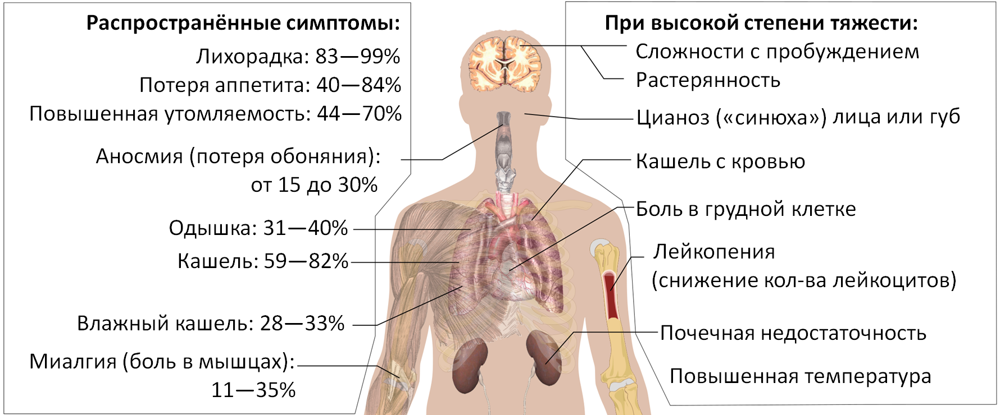 Распространённые симптомы:
Лихорадка: 83—99%
Потеря аппетита: 40—84%
Повышенная утомляемость: 44—70%
Аносмия (потеря обоняния):
от 15 до 30%
Одышка: 31—40%
Кашель: 59—82%
Влажный кашель: 28—33%
Миалгия (боль в мышцах):
11—35%
При высокой степени тяжести:
Сложности с пробуждением
Растерянность
Цианоз («синюха») лица или губ
Кашель с кровью
Боль в грудной клетке
Лейкопения
(снижение кол-ва лейкоцитов)
Почечная недостаточность
Повышенная температура